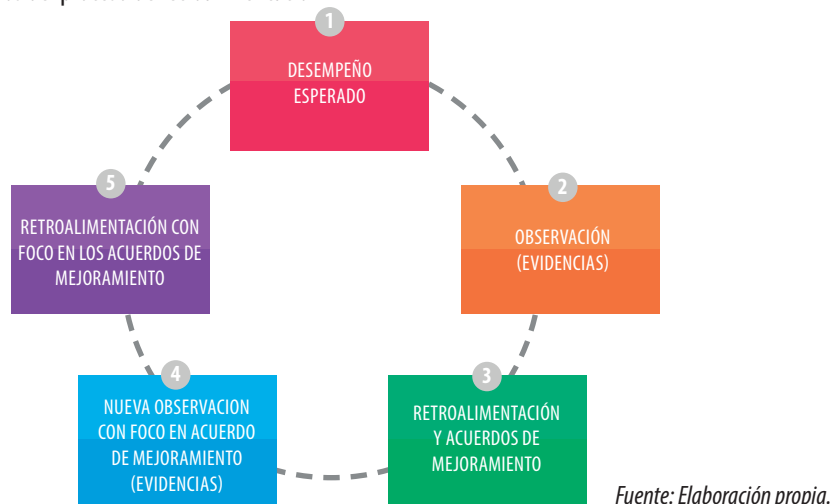 1
DESEMPEÑO
ESPERADO
2
OBSERVACIÓN
(EVIDENCIAS)
3
RETROALIMENTACIÓN
Y ACUERDOS DE
MEJORAMIENTO
4
NUEVA OBSERVACION
CON FOCO EN ACUERDO
DE MEJORAMIENTO
(EVIDENCIAS)
5
RETROALIMENTACIÓN CON
FOCO EN LOS ACUERDOS DE
MEJORAMIENTO
Fuente: Elaboración propia.